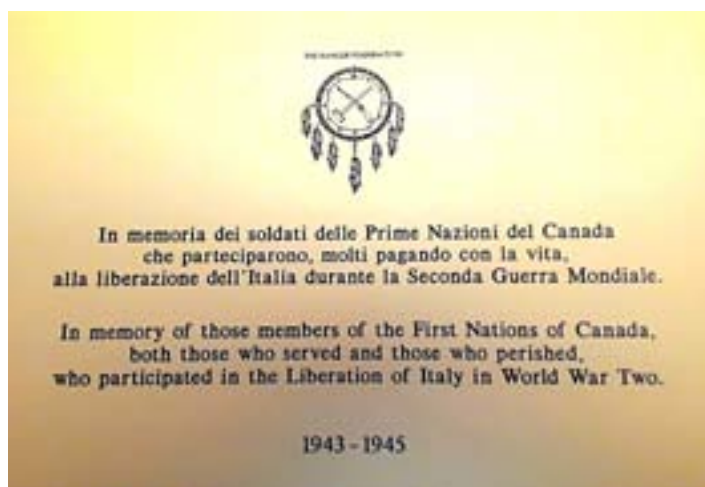 In memoria dei soldati delle Prime Nazioni del Canada
che parteciparono, molti pagando con la vita,
alla liberazione dell'Italia durante la Seconda Guerra Mondiale.
In memory of those members of the First Nations of Canada,
both those who served and those who perished,
who participated in the Liberation of Italy in World War Two.
1943-1945